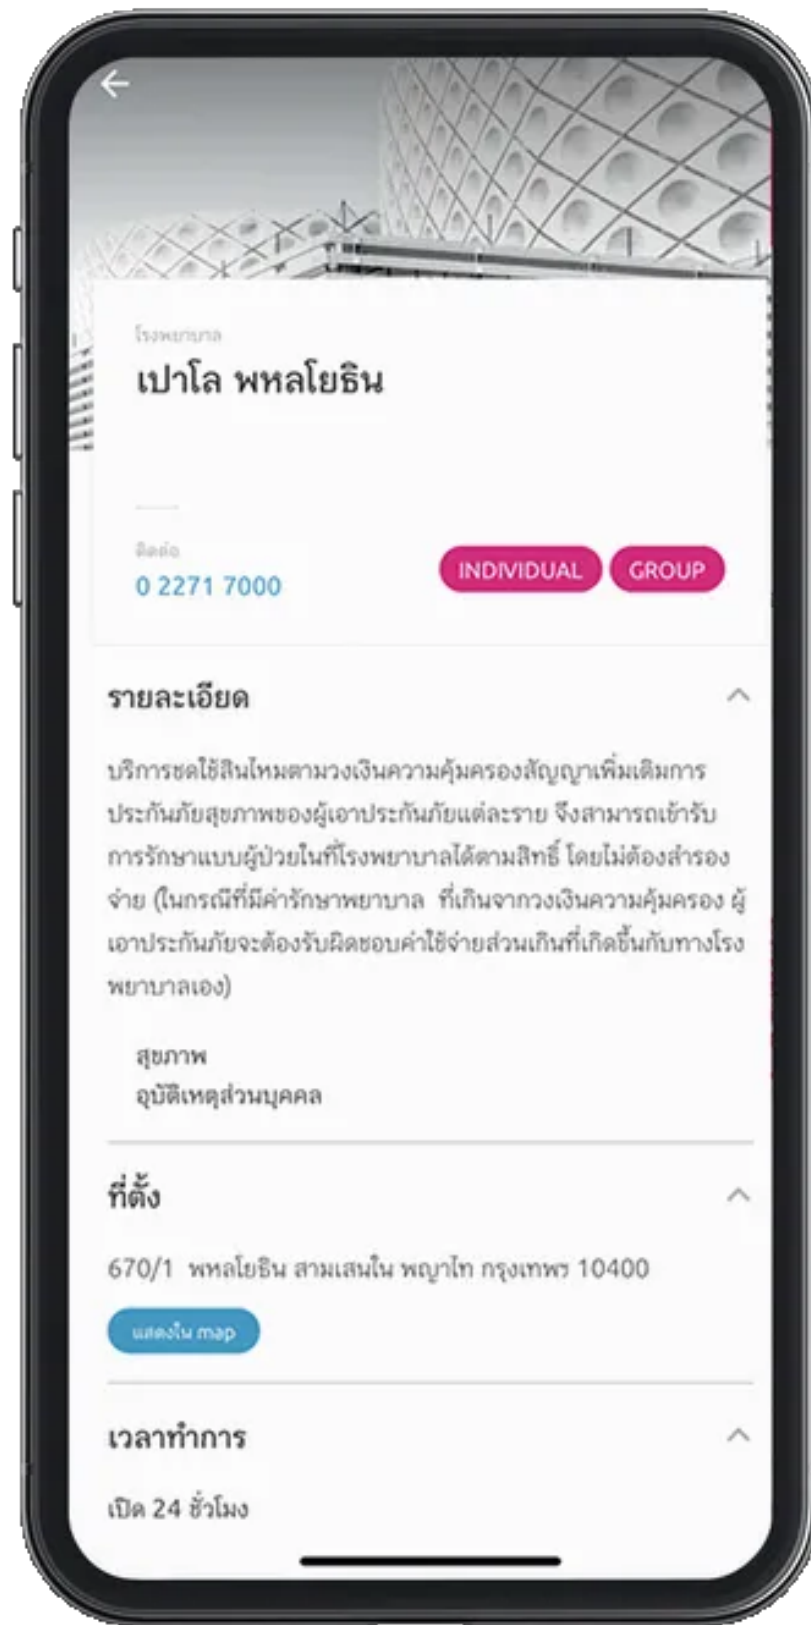 โรงพยาบาล
เปาโล พหลโยธิน
ติดต่อ
0 2271 7000
INDIVIDUAL
GROUP
รายละเอียด
บริการชดใช้สินไหมตามวงเงินความคุ้มครองสัญญาเพิ่มเติมการ
ประกันภัยสุขภาพของผู้เอาประกันภัยแต่ละราย จึงสามารถเข้ารับ
การรักษาแบบผู้ป่วยในที่โรงพยาบาลได้ตามสิทธิ์ โดยไม่ต้องสำรอง
จ่าย (ในกรณีที่มีค่ารักษาพยาบาล ที่เกินจากวงเงินความคุ้มครอง ผู้
เอาประกันภัยจะต้องรับผิดชอบค่าใช้จ่ายส่วนเกินที่เกิดขึ้นกับทางโรง
พยาบาลเอง)
สุขภาพ
อุบัติเหตุส่วนบุคคล
ที่ตั้ง
670/1 พหลโยธิน สามเสนใน พญาไท กรุงเทพฯ 10400
แสดงใน map
เวลาทำการ
เปิด 24 ชั่วโมง